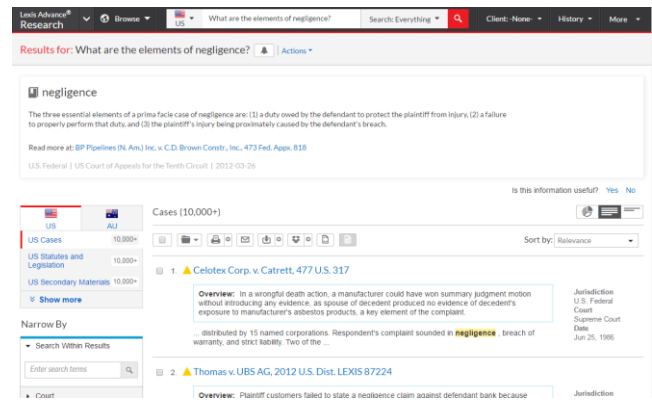 Lexis Advance®
Research
Browse
US
What are the elements of negligence?
Search: Everything
Client: -None-
History
More
Results for: What are the elements of negligence?
Actions
negligence
The three essential elements of a prima facie case of negligence are: (1) a duty owed by the defendant to protect the plaintiff from injury, (2) a failure
to properly perform that duty, and (3) the plaintiff's injury being proximately caused by the defendant's breach.
Read more at: BP Pipelines (N. Am.) Inc. v. C.D. Brown Constr., Inc., 473 Fed. Appx. 818
U.S. Federal | US Court of Appeals for the Tenth Circuit | 2012-03-26
Is this information useful? Yes No
US
AU
US Cases 10,000+
US Statutes and
Legislation 10,000+
US Secondary Materials 10,000+
Show more
Narrow By
Search Within Results
Enter search terms
Court
Cases (10,000+)
Sort by: Relevance
1. Celotex Corp. v. Catrett, 477 U.S. 317
Overview: In a wrongful death action, a manufacturer could have won summary judgment motion
without introducing any evidence, as spouse of decedent produced no evidence of decedent's
exposure to manufacturer's asbestos products, a key element of the complaint.
... distributed by 15 named corporations. Respondent's complaint sounded in negligence , breach of
warranty, and strict liability. Two of the ...
Jurisdiction
U.S. Federal
Court
Supreme Court
Date
Jun 25, 1986
2. Thomas v. UBS AG, 2012 U.S. Dist. LEXIS 87224
Overview: Plaintiff customers failed to state a negligence claim against defendant bank because
Jurisdiction